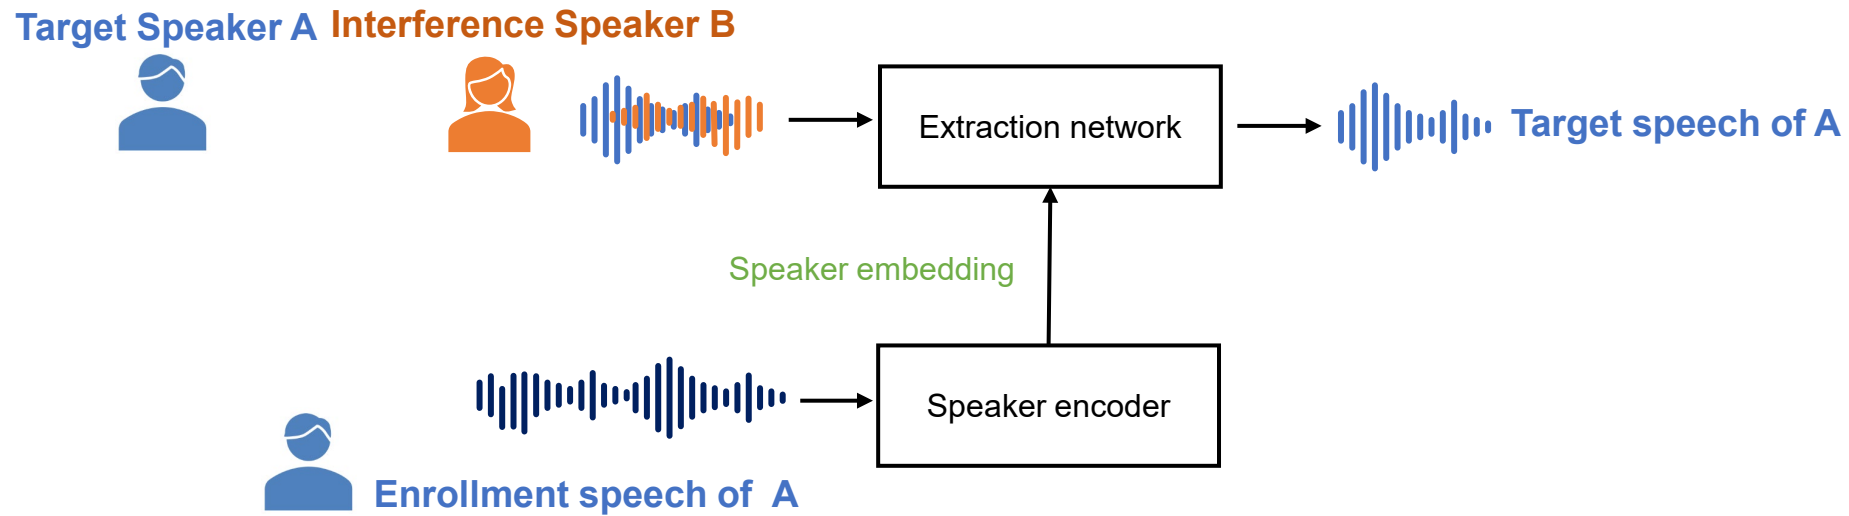 Target Speaker A Interference Speaker B
Extraction network
Target speech of A
Speaker embedding
Speaker encoder
Enrollment speech of A